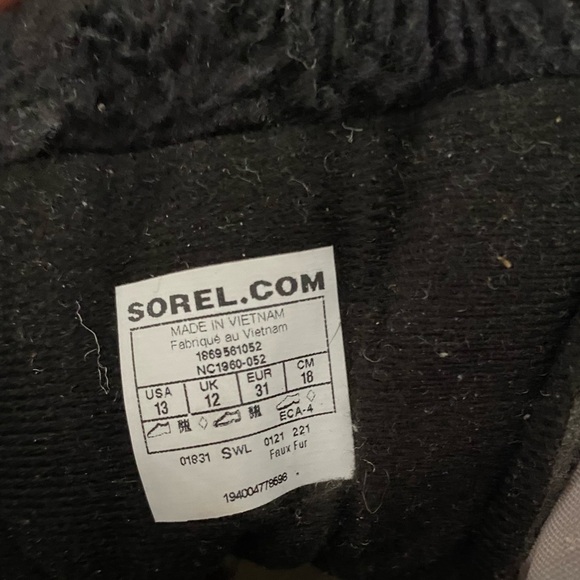 SOREL.COM
MADE IN VIETNAM
Fabriqué au Vietnam
1869561052
NC1960-052
USA UK EUR CM
13 12 31 18
ECA-4
01831 SWL 0121 221
Faux Fur
194004778698